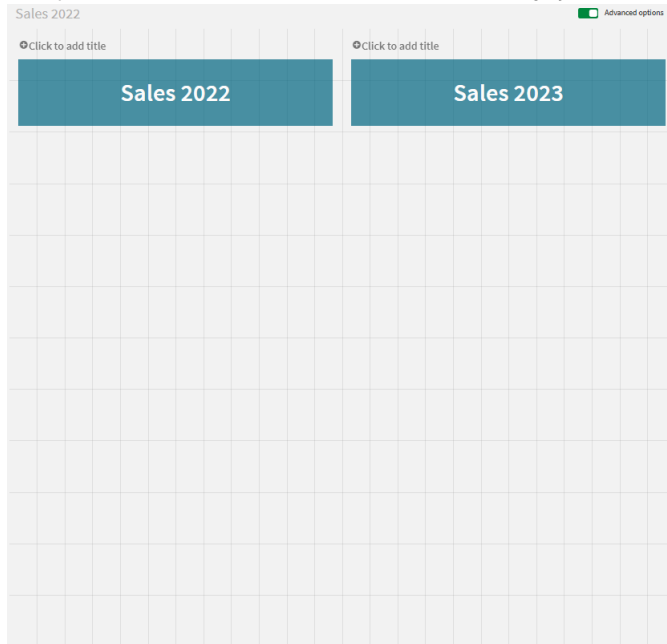 Sales 2022
Advanced options
Click to add title
Click to add title
Sales 2022
Sales 2023